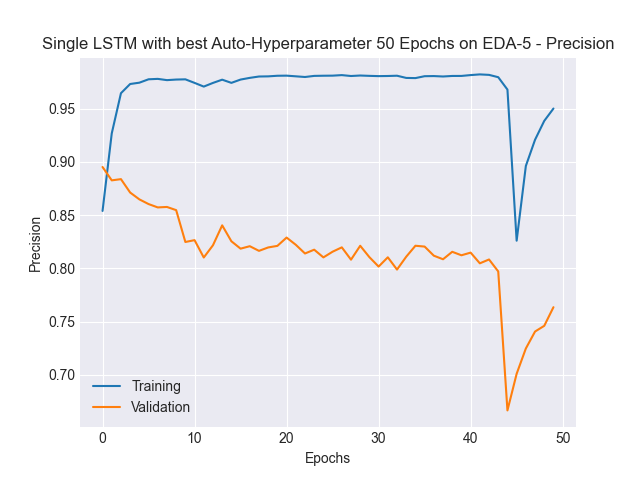 Single LSTM with best Auto-Hyperparameter 50 Epochs on EDA-5 - Precision
Precision
0.95
0.90
0.85
0.80
0.75
0.70
Training
Validation
0
10
20
30
40
50
Epochs